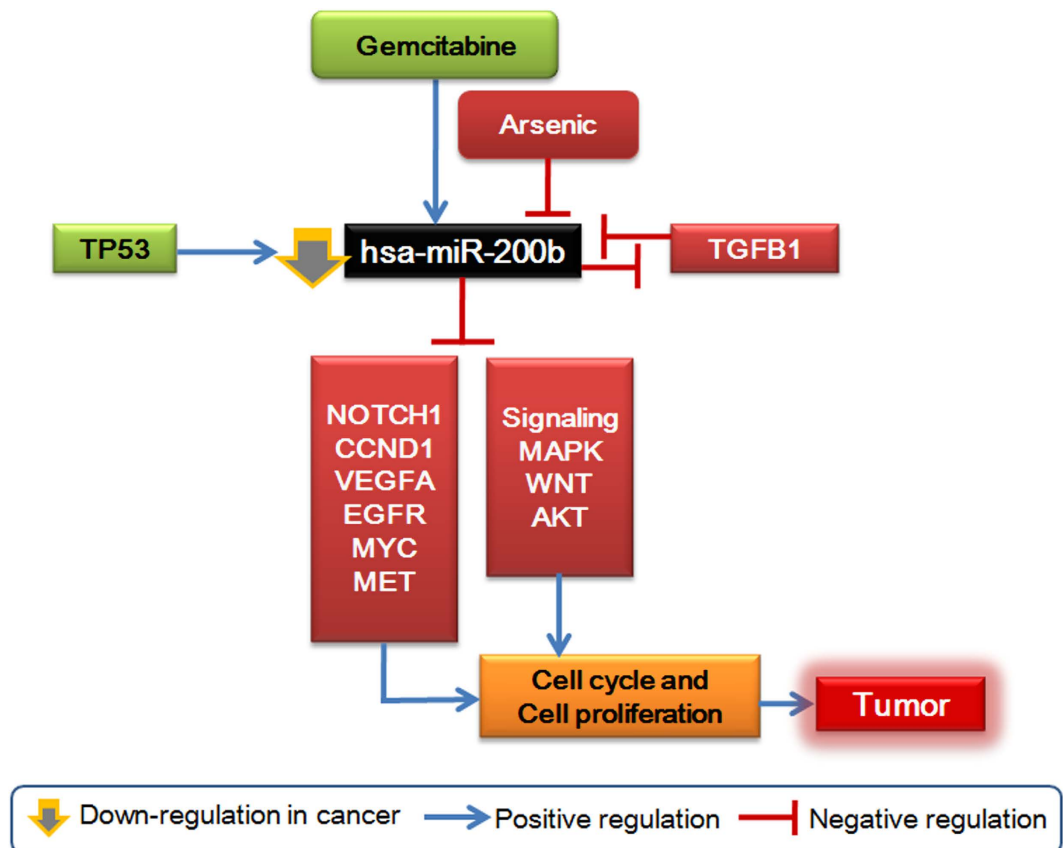 Gemcitabine
Arsenic
TP53
hsa-miR-200b
TGFB1
NOTCH1
CCND1
VEGFA
EGFR
MYC
MET
Signaling
MAPK
WNT
AKT
Cell cycle and
Cell proliferation
Tumor
Down-regulation in cancer
Positive regulation
Negative regulation